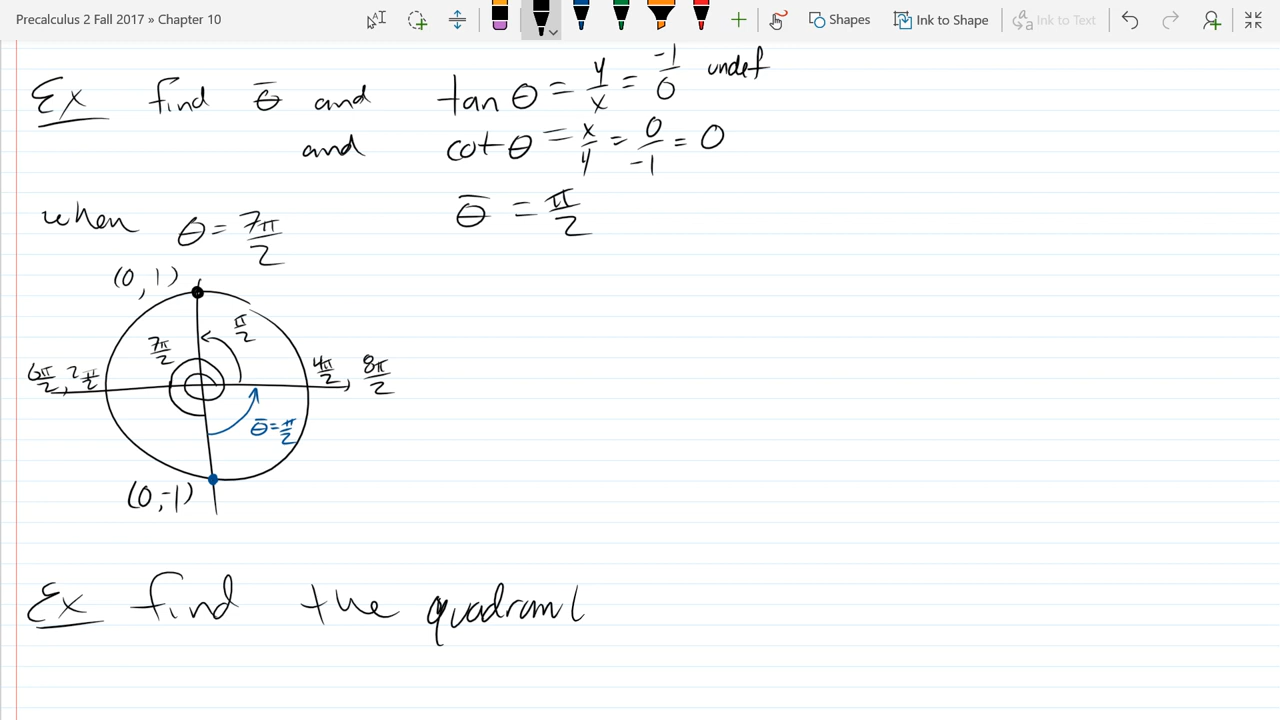 Precalculus 2 Fall 2017 » Chapter 10
Shapes Ink to Shape Ink to Text
Ex find θ̅ and tan θ = y/x = -1/0 undef
and cot θ = x/y = 0/-1 = 0
when θ = 7π/2 θ̅ = π/2
(0, 1)
π/2
7π/2
6π/2, 2π/2 4π/2, 8π/2
θ̅ = π/2
(0, -1)
Ex find the quadrant